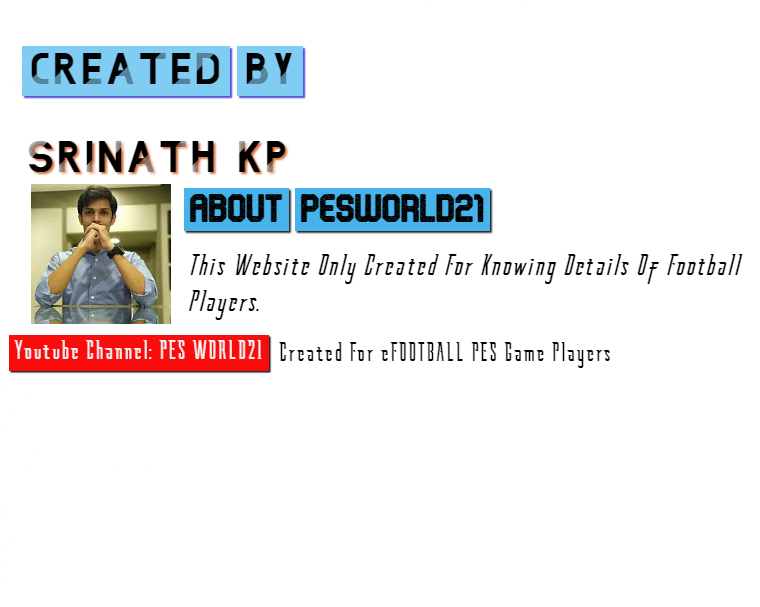 CREATED BY
SRINATH KP
ABOUT PESWORLD21
This Website Only Created For Knowing Details Of Football
Players.
Youtube Channel: PES WORLD21 Created For eFOOTBALL PES Game Players